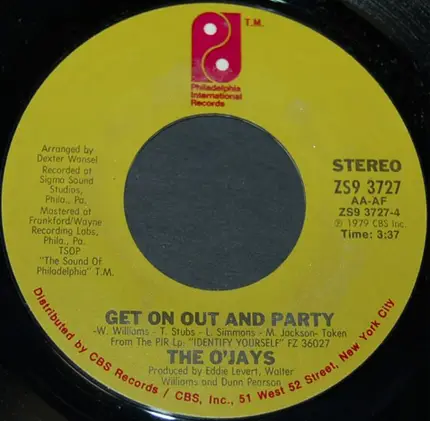 T.M.
Philadelphia
International
Records
Arranged by
Dexter Wansel
Recorded at
Sigma Sound
Studios,
Phila., Pa.
Mastered at
Frankford/Wayne
Recording Labs,
Phila., Pa.
TSOP
"The Sound Of
Philadelphia" T.M.
STEREO
ZS9 3727
AA-AF
ZS9 3727-4
℗ 1979 CBS Inc.
Time: 3:37
GET ON OUT AND PARTY
-W. Williams - T. Stubs - L. Simmons - M. Jackson- Token
From The PIR Lp: "IDENTIFY YOURSELF" FZ 36027
THE O'JAYS
Produced by Eddie Levert, Walter
Williams and Dunn Pearson
Distributed by CBS Records / CBS, Inc., 51 West 52 Street, New York City